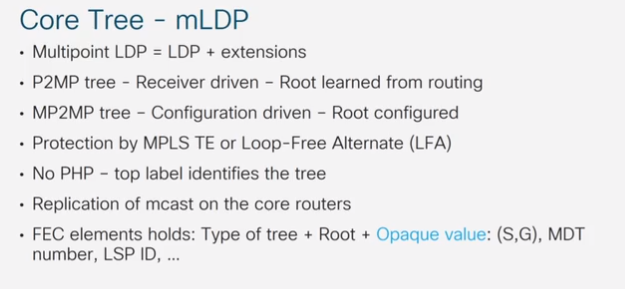 Core Tree - mLDP
• Multipoint LDP = LDP + extensions
• P2MP tree - Receiver driven – Root learned from routing
• MP2MP tree – Configuration driven – Root configured
• Protection by MPLS TE or Loop-Free Alternate (LFA)
• No PHP – top label identifies the tree
• Replication of mcast on the core routers
• FEC elements holds: Type of tree + Root + Opaque value: (S,G), MDT
number, LSP ID, ...